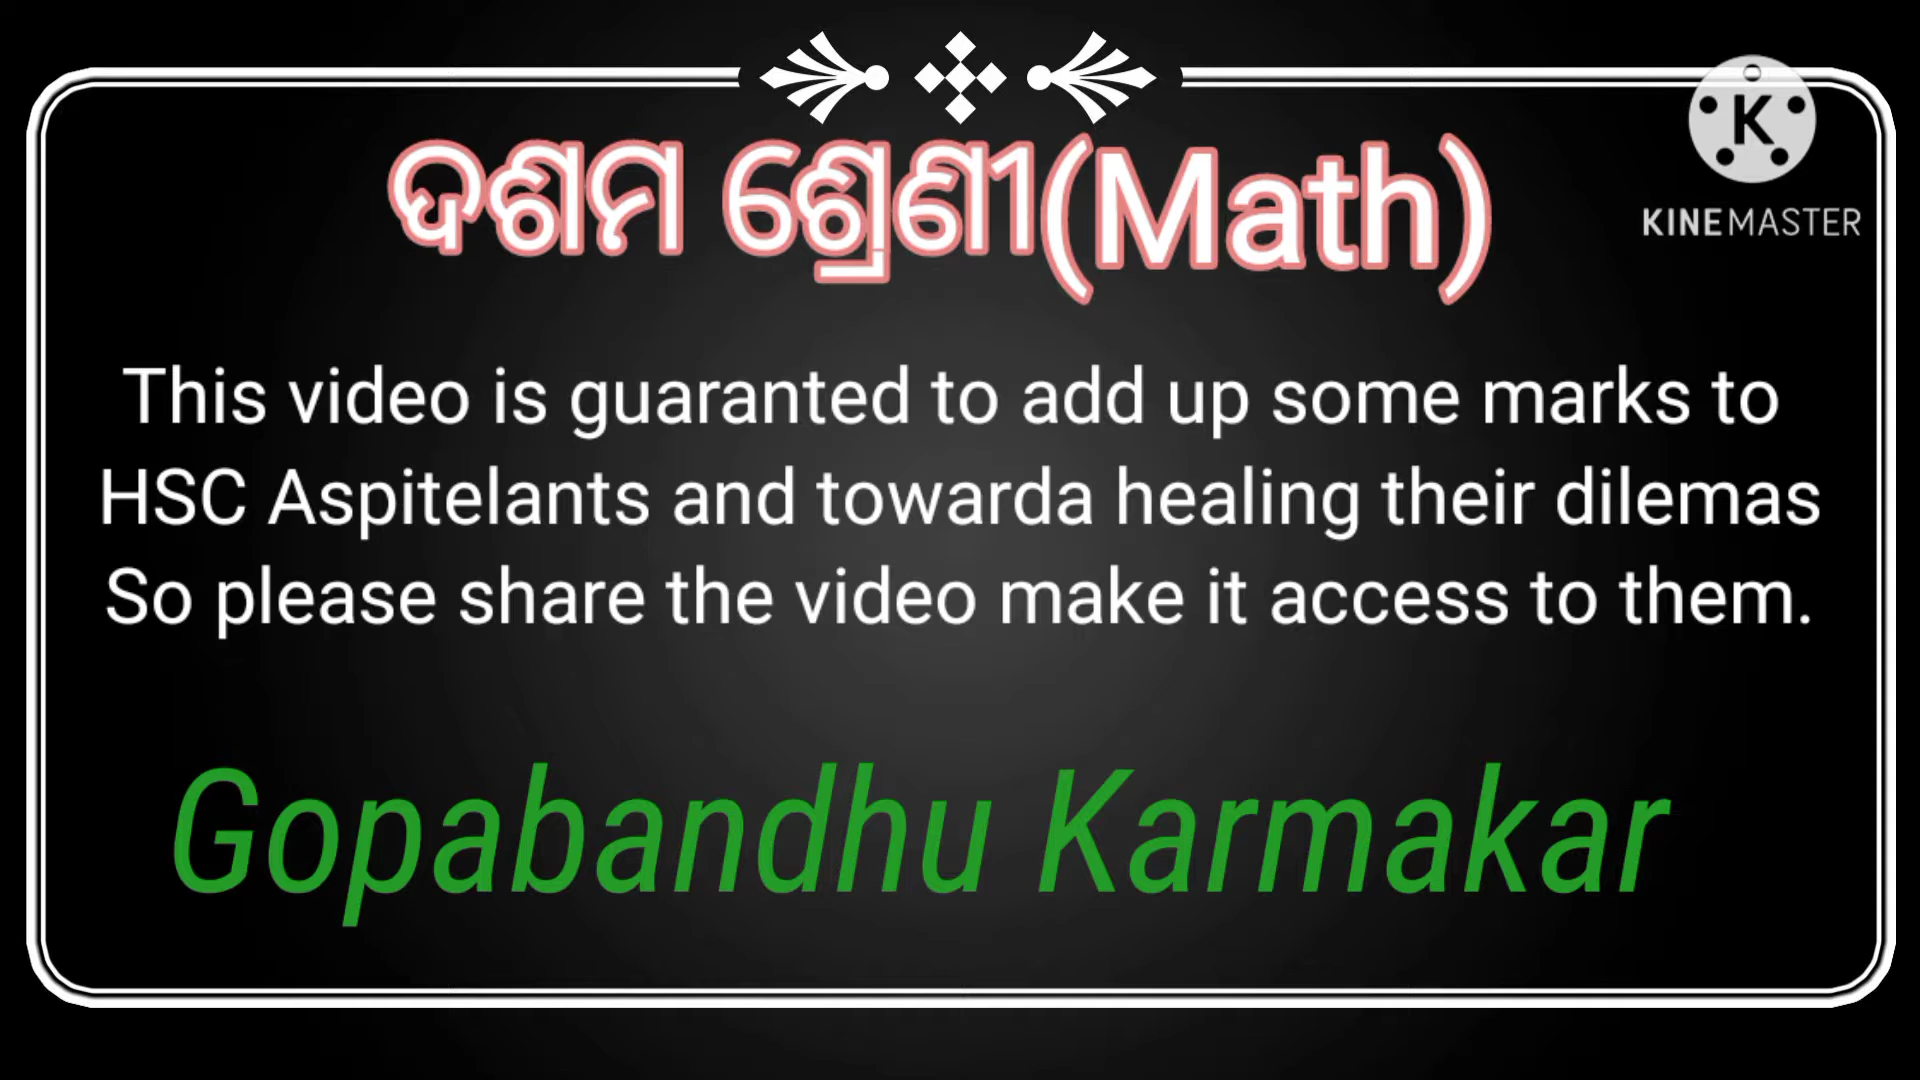 ଦଶମ ଶ୍ରେଣୀ(Math)
K
KINEMASTER
This video is guaranted to add up some marks to
HSC Aspitelants and towarda healing their dilemas
So please share the video make it access to them.
Gopabandhu Karmakar